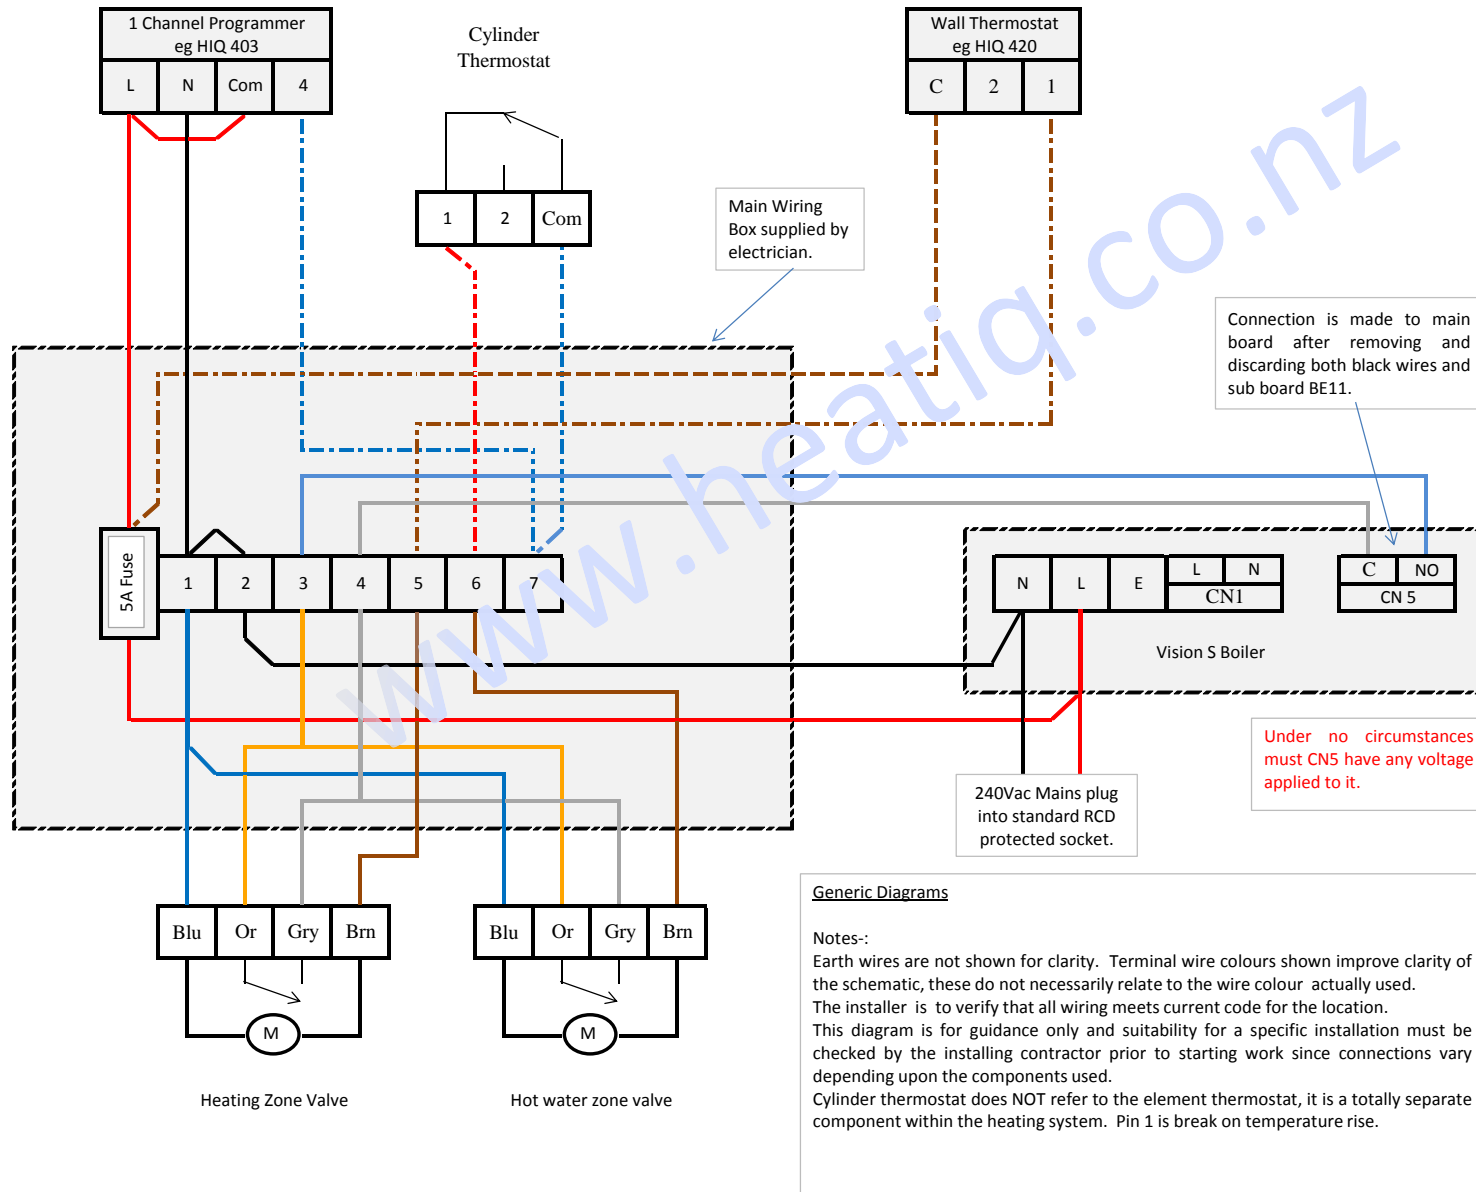 1 Channel Programmer
eg HIQ 403
L N Com 4
Cylinder
Thermostat
1 2 Com
Wall Thermostat
eg HIQ 420
C 2 1
Main Wiring
Box supplied by
electrician.
Connection is made to main
board after removing and
discarding both black wires and
sub board BE11.
www.heatiq.co.nz
5A Fuse
1 2 3 4 5 6 7
N L E L N
CN1
C NO
CN 5
Vision S Boiler
Under no circumstances
must CN5 have any voltage
applied to it.
240Vac Mains plug
into standard RCD
protected socket.
Blu Or Gry Brn
M
Heating Zone Valve
Blu Or Gry Brn
M
Hot water zone valve
Generic Diagrams
Notes-:
Earth wires are not shown for clarity. Terminal wire colours shown improve clarity of
the schematic, these do not necessarily relate to the wire colour actually used.
The installer is to verify that all wiring meets current code for the location.
This diagram is for guidance only and suitability for a specific installation must be
checked by the installing contractor prior to starting work since connections vary
depending upon the components used.
Cylinder thermostat does NOT refer to the element thermostat, it is a totally separate
component within the heating system. Pin 1 is break on temperature rise.